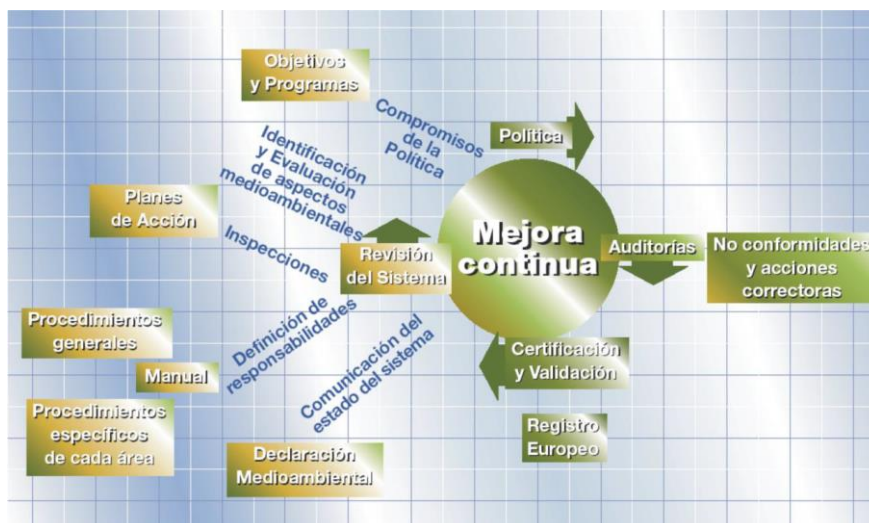 Objetivos
y Programas
Compromisos
de la
Política
Política
Identificación
y Evaluación
de aspectos
medioambientales
Planes
de Acción
Inspecciones
Revisión
del Sistema
Mejora
continua
Auditorías
No conformidades
y acciones
correctoras
Procedimientos
generales
Manual
Procedimientos
específicos
de cada área
Definición de
responsabilidades
Comunicación del
estado del sistema
Certificación
y Validación
Registro
Europeo
Declaración
Medioambiental